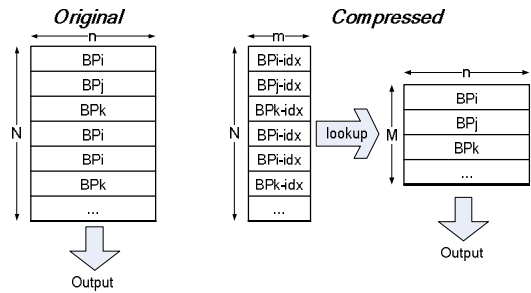 Original
n
N
BPi
BPj
BPk
BPi
BPi
BPk
...
Output
Compressed
m
N
BPi-idx
BPj-idx
BPk-idx
BPi-idx
BPi-idx
BPk-idx
...
lookup
n
M
BPi
BPj
BPk
...
Output